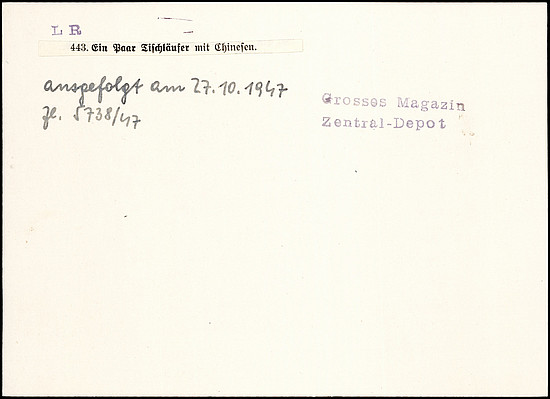 L R
443. Ein Paar Tischläufer mit Chinesen.
ausgefolgt am 27.10.1947
Zl. 5738/47
Grosses Magazin
Zentral-Depot